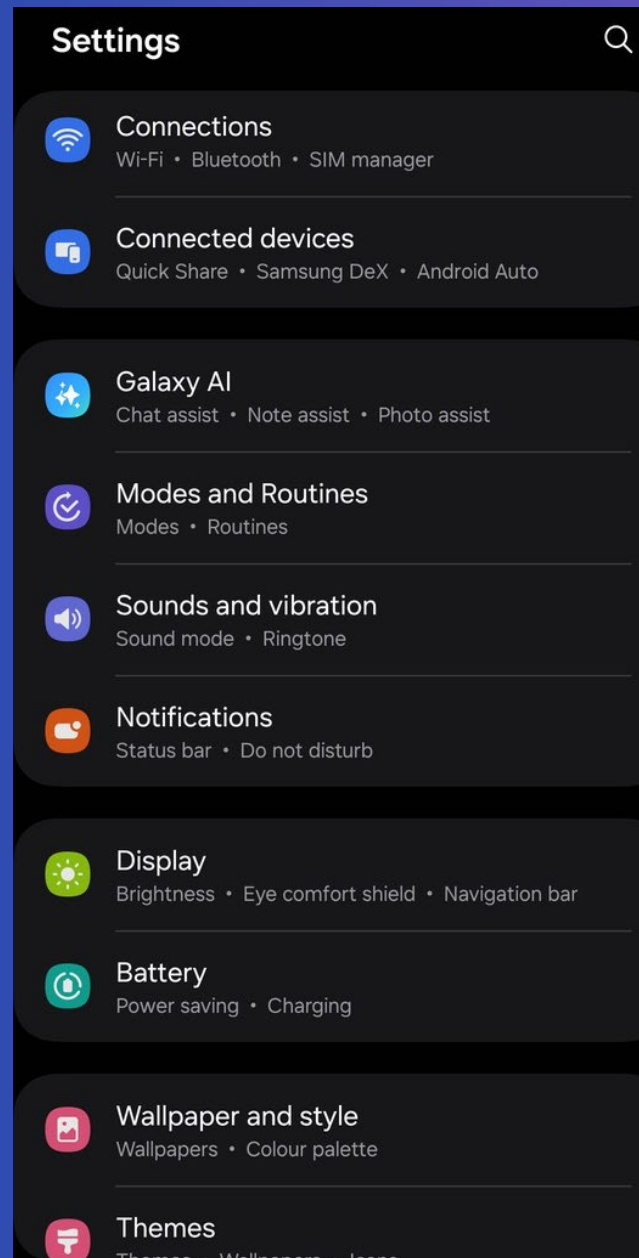 Settings
Connections
Wi-Fi • Bluetooth • SIM manager
Connected devices
Quick Share • Samsung DeX • Android Auto
Galaxy AI
Chat assist • Note assist • Photo assist
Modes and Routines
Modes • Routines
Sounds and vibration
Sound mode • Ringtone
Notifications
Status bar • Do not disturb
Display
Brightness • Eye comfort shield • Navigation bar
Battery
Power saving • Charging
Wallpaper and style
Wallpapers • Colour palette
Themes
Themes • Wallpapers • Icons